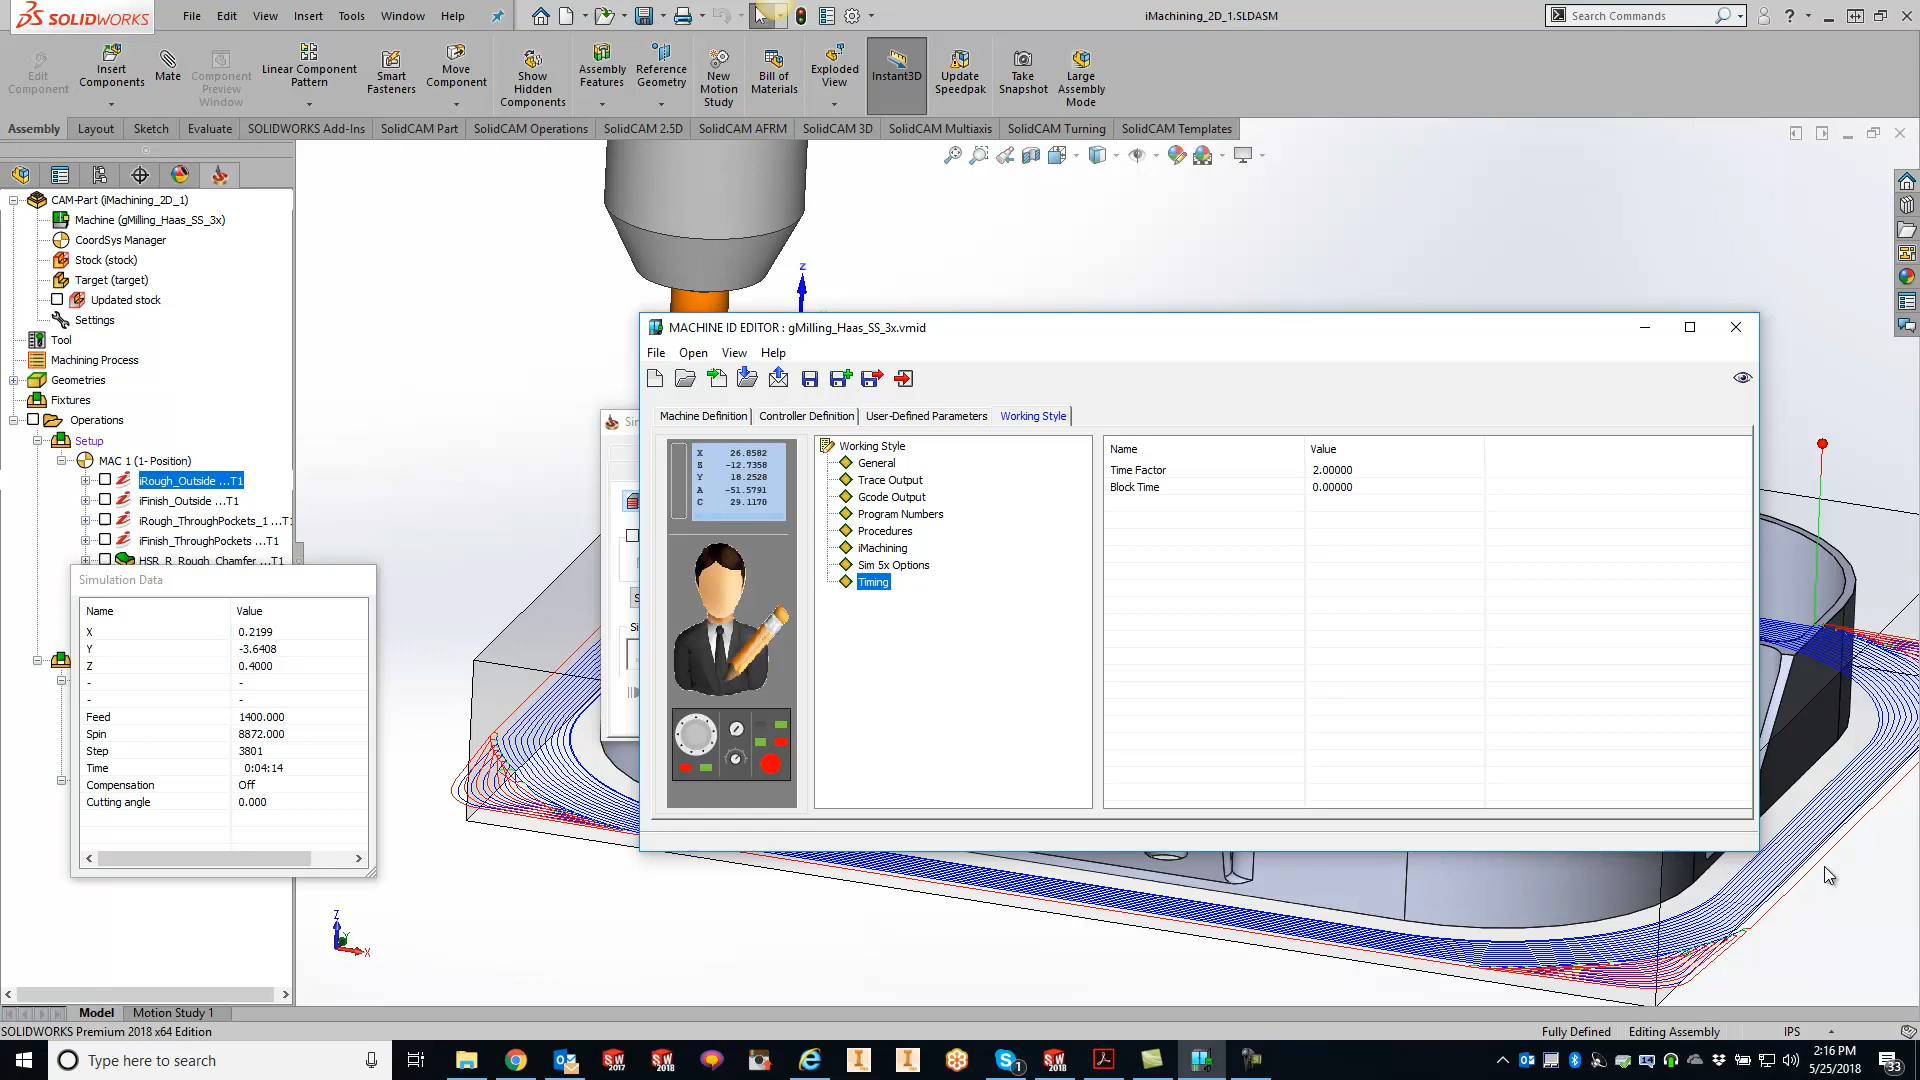 SOLIDWORKS File Edit View Insert Tools Window Help iMachining_2D_1.SLDASM Search Commands
Edit Component
Insert Components
Mate
Component Preview Window
Linear Component Pattern
Smart Fasteners
Move Component
Show Hidden Components
Assembly Features
Reference Geometry
New Motion Study
Bill of Materials
Exploded View
Instant3D
Update Speedpak
Take Snapshot
Large Assembly Mode
Assembly Layout Sketch Evaluate SOLIDWORKS Add-Ins SolidCAM Part SolidCAM Operations SolidCAM 2.5D SolidCAM AFRM SolidCAM 3D SolidCAM Multiaxis SolidCAM Turning SolidCAM Templates
CAM-Part (iMachining_2D_1)
Machine (gMilling_Haas_SS_3x)
CoordSys Manager
Stock (stock)
Target (target)
Updated stock
Settings
Tool
Machining Process
Geometries
Fixtures
Operations
Setup
MAC 1 (1- Position)
iRough_Outside ...T1
iFinish_Outside ...T1
iRough_ThroughPockets_1 ...T1
iFinish_ThroughPockets ...T1
HSR_R_Rough_Chamfer ...T1
Simulation Data
Name Value
X 0.2199
Y -3.6408
Z 0.4000
- -
- -
Feed 1400.000
Spin 8872.000
Step 3801
Time 0:04:14
Compensation Off
Cutting angle 0.000
Z
MACHINE ID EDITOR : gMilling_Haas_SS_3x.vmid
File Open View Help
Machine Definition Controller Definition User-Defined Parameters Working Style
X 26.8582
B -12.7358
Y 18.2528
A -51.5791
C 29.1170
Working Style
General
Trace Output
Gcode Output
Program Numbers
Procedures
iMachining
Sim 5x Options
Timing
Name Value
Time Factor 2.00000
Block Time 0.00000
Z
Y
X
Model Motion Study 1
SOLIDWORKS Premium 2018 x64 Edition Fully Defined Editing Assembly IPS
Type here to search
2:16 PM
5/25/2018
33